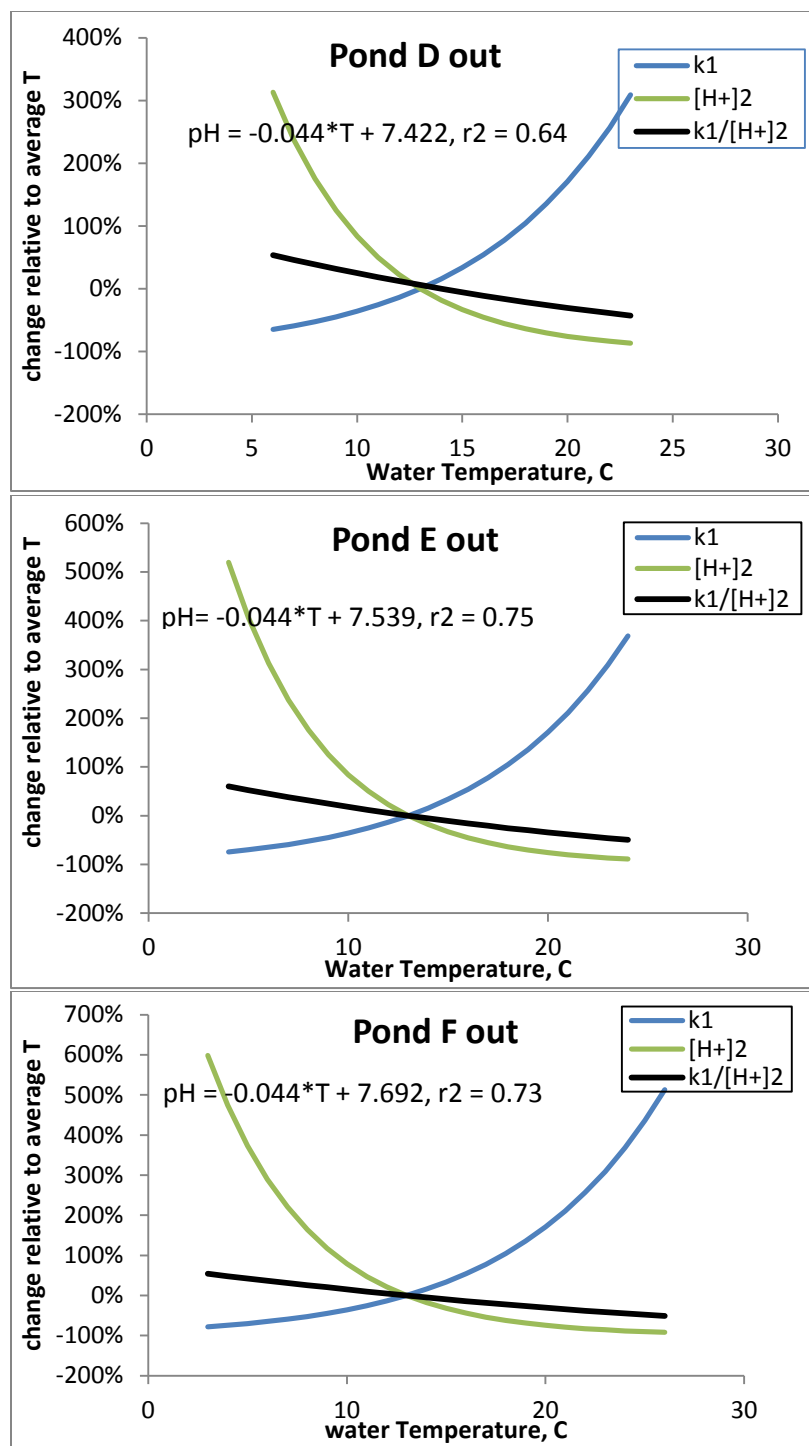 Pond D out
k1
[H+]2
k1/[H+]2
pH = -0.044*T + 7.422, r2 = 0.64
change relative to average T
400%
300%
200%
100%
0%
-100%
-200%
0 5 10 15 20 25 30
Water Temperature, C
Pond E out
k1
[H+]2
k1/[H+]2
pH= -0.044*T + 7.539, r2 = 0.75
change relative to average T
600%
500%
400%
300%
200%
100%
0%
-100%
-200%
0 10 20 30
Water Temperature, C
Pond F out
k1
[H+]2
k1/[H+]2
pH = -0.044*T + 7.692, r2 = 0.73
change relative to average T
700%
600%
500%
400%
300%
200%
100%
0%
-100%
-200%
0 10 20 30
water Temperature, C